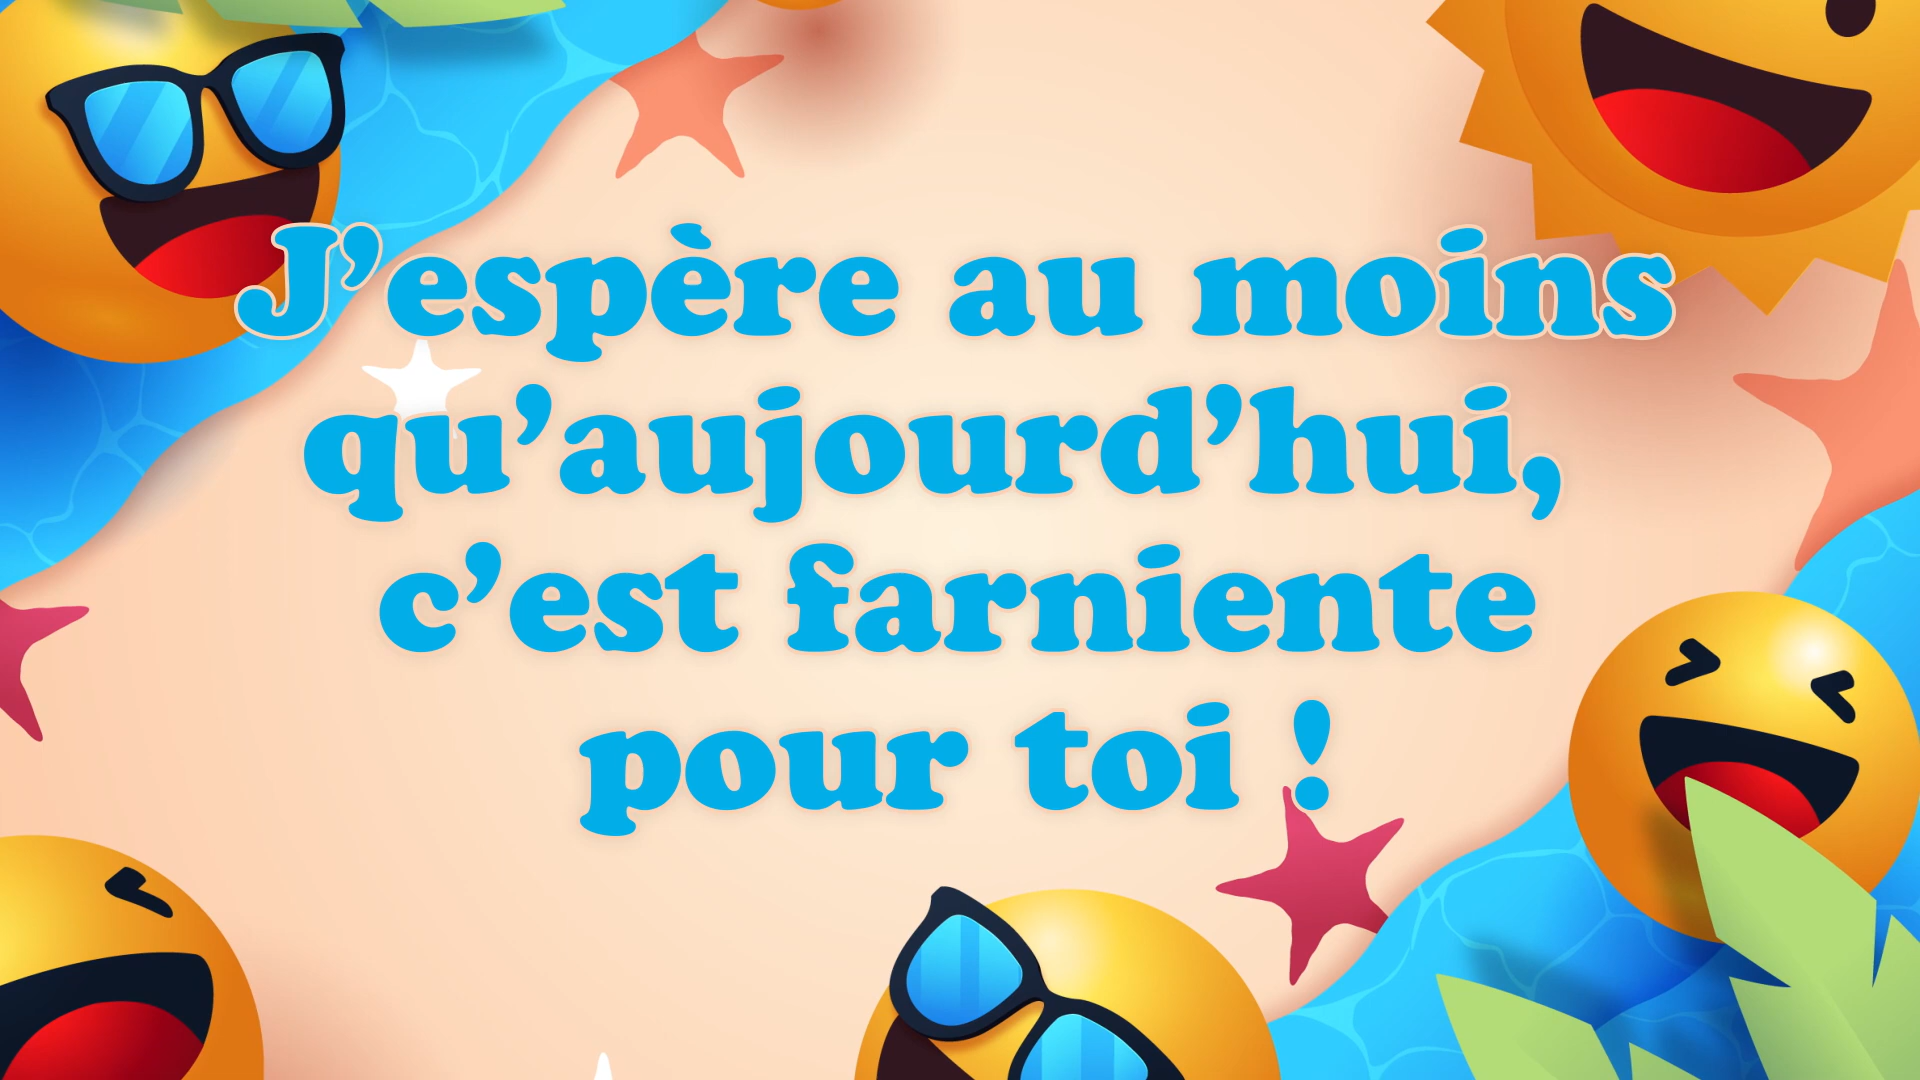 J’espère au moins
qu’aujourd’hui,
c’est farniente
pour toi !